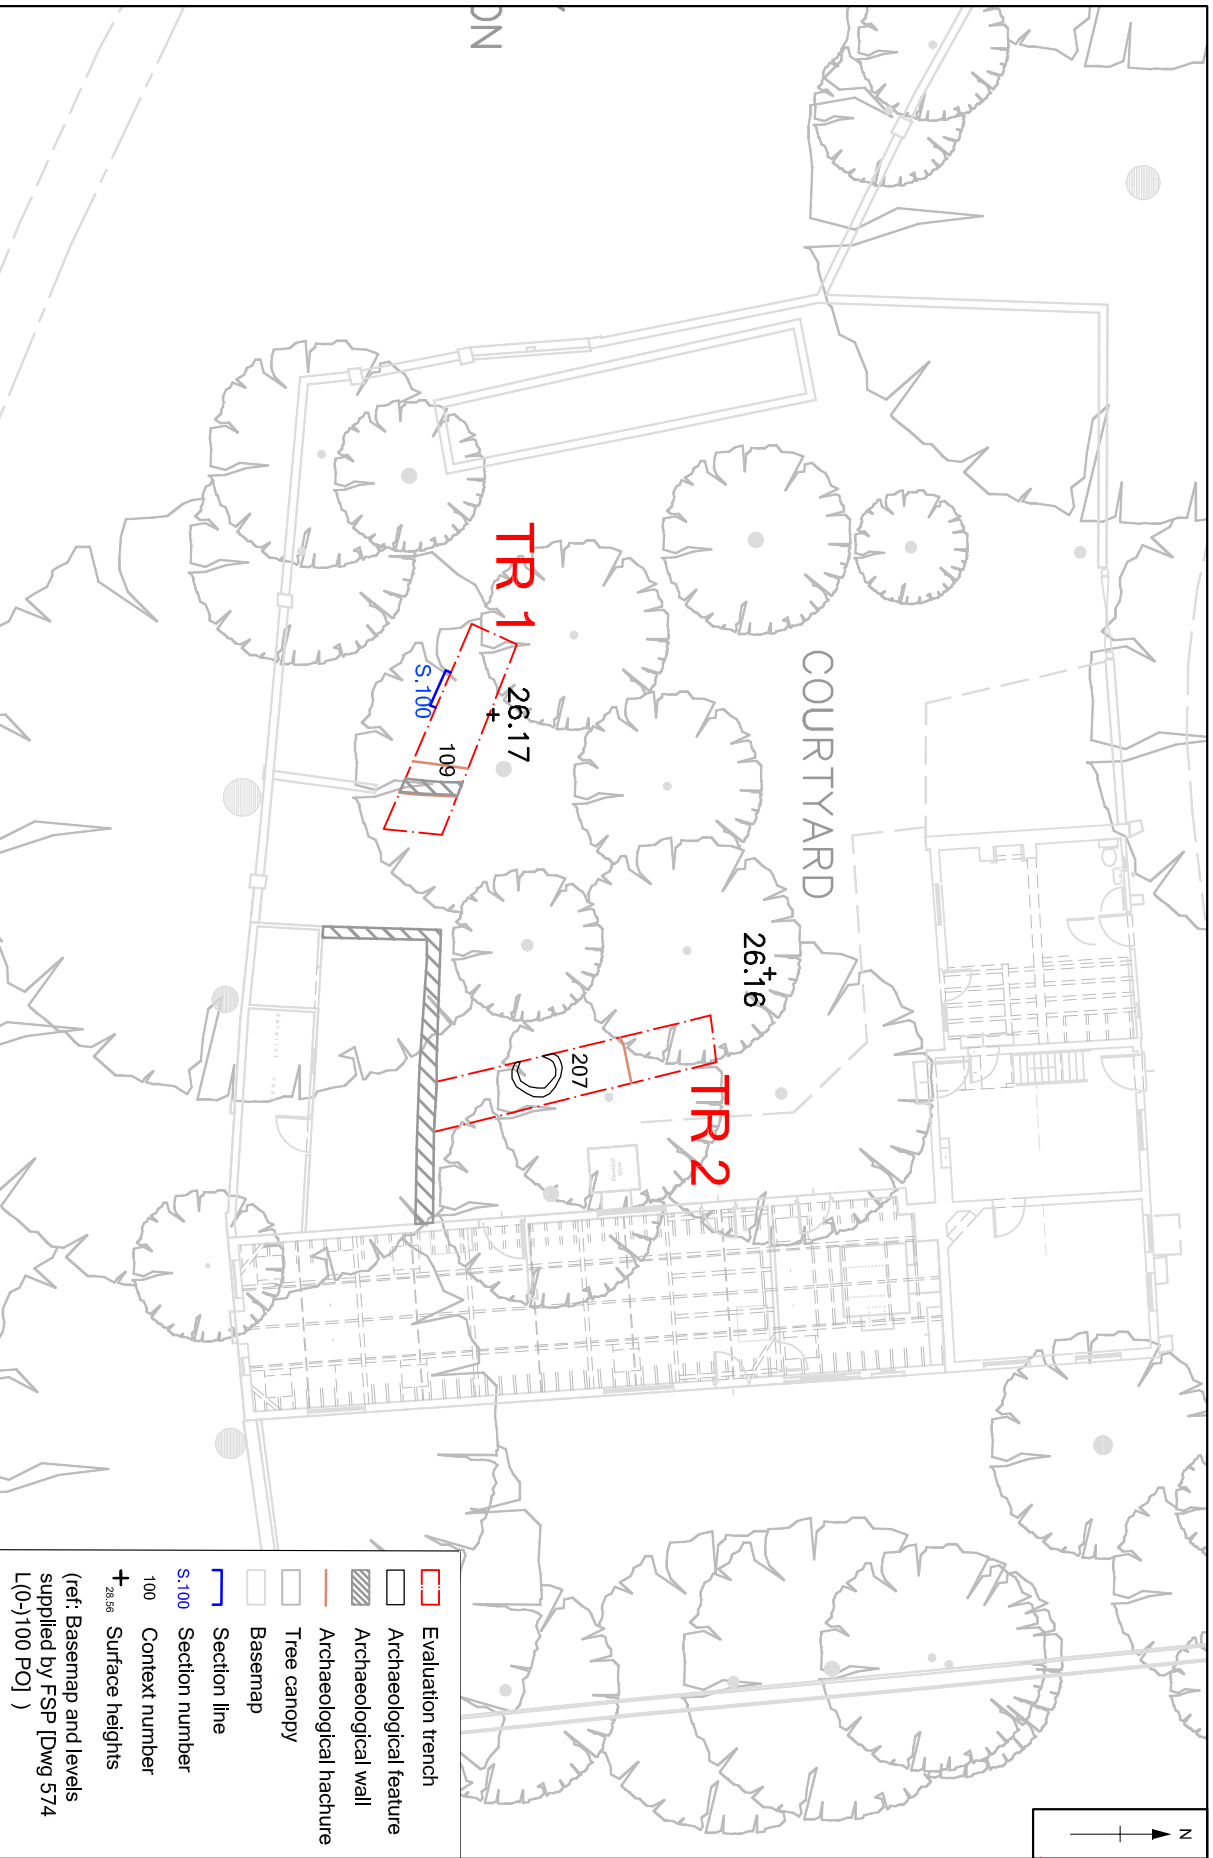 ON
COURTYARD
TR 1
26.17
S.100
109
26.16
TR 2
207
Evaluation trench
Archaeological feature
Archaeological wall
Archaeological hachure
Tree canopy
Basemap
Section line
S.100 Section number
100 Context number
28.56 Surface heights
(ref: Basemap and levels
supplied by FSP [Dwg 574
L(0-)100 PO] )
N